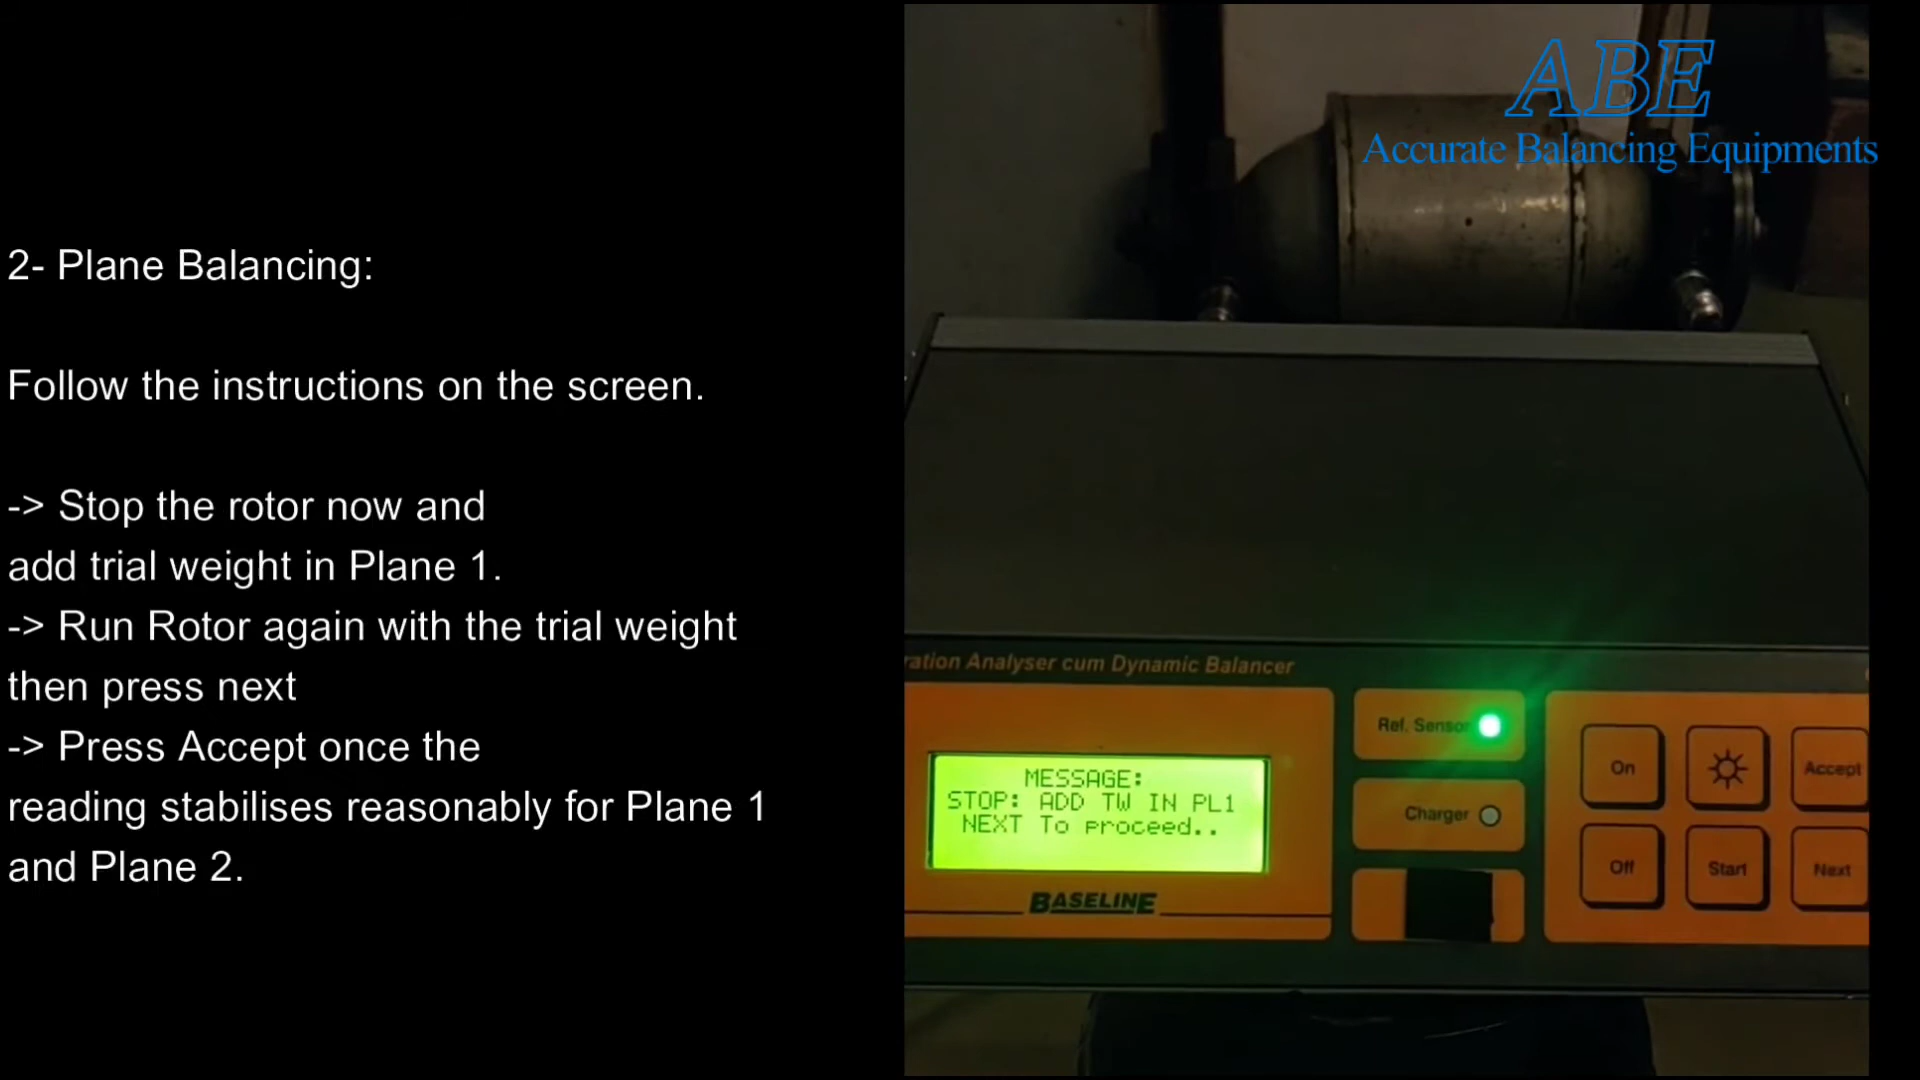 2- Plane Balancing:
Follow the instructions on the screen.
-> Stop the rotor now and
add trial weight in Plane 1.
-> Run Rotor again with the trial weight
then press next
-> Press Accept once the
reading stabilises reasonably for Plane 1
and Plane 2.
ABE
Accurate Balancing Equipments
Analyser cum Dynamic Balancer
MESSAGE:
STOP: ADD TW IN PL1
NEXT To proceed..
BASELINE
Ref. Sensor
Charger
On
Accept
Off
Start
Next